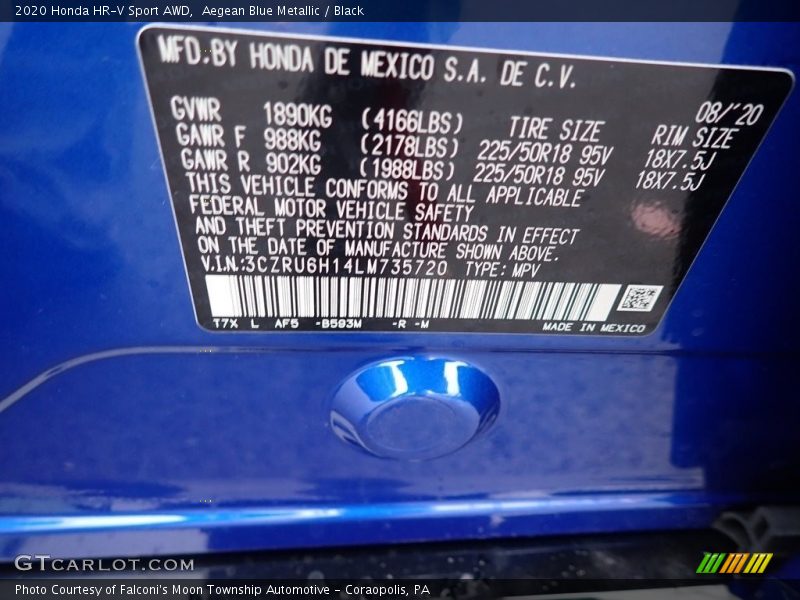 2020 Honda HR-V Sport AWD,  Aegean Blue Metallic / Black
MFD.BY HONDA DE MEXICO S.A. DE C.V.
08/'20
GVWR 1890KG (4166LBS) TIRE SIZE RIM SIZE
GAWR F 988KG (2178LBS) 225/50R18 95V 18X7.5J
GAWR R 902KG (1988LBS) 225/50R18 95V 18X7.5J
THIS VEHICLE CONFORMS TO ALL APPLICABLE
FEDERAL MOTOR VEHICLE SAFETY
AND THEFT PREVENTION STANDARDS IN EFFECT
ON THE DATE OF MANUFACTURE SHOWN ABOVE.
V.I.N:3CZRU6H14LM735720 TYPE: MPV
T7X L AF5 -B593M -R -M MADE IN MEXICO
GTCARLOT.COM
Photo Courtesy of Falconi's Moon Township Automotive - Coraopolis, PA